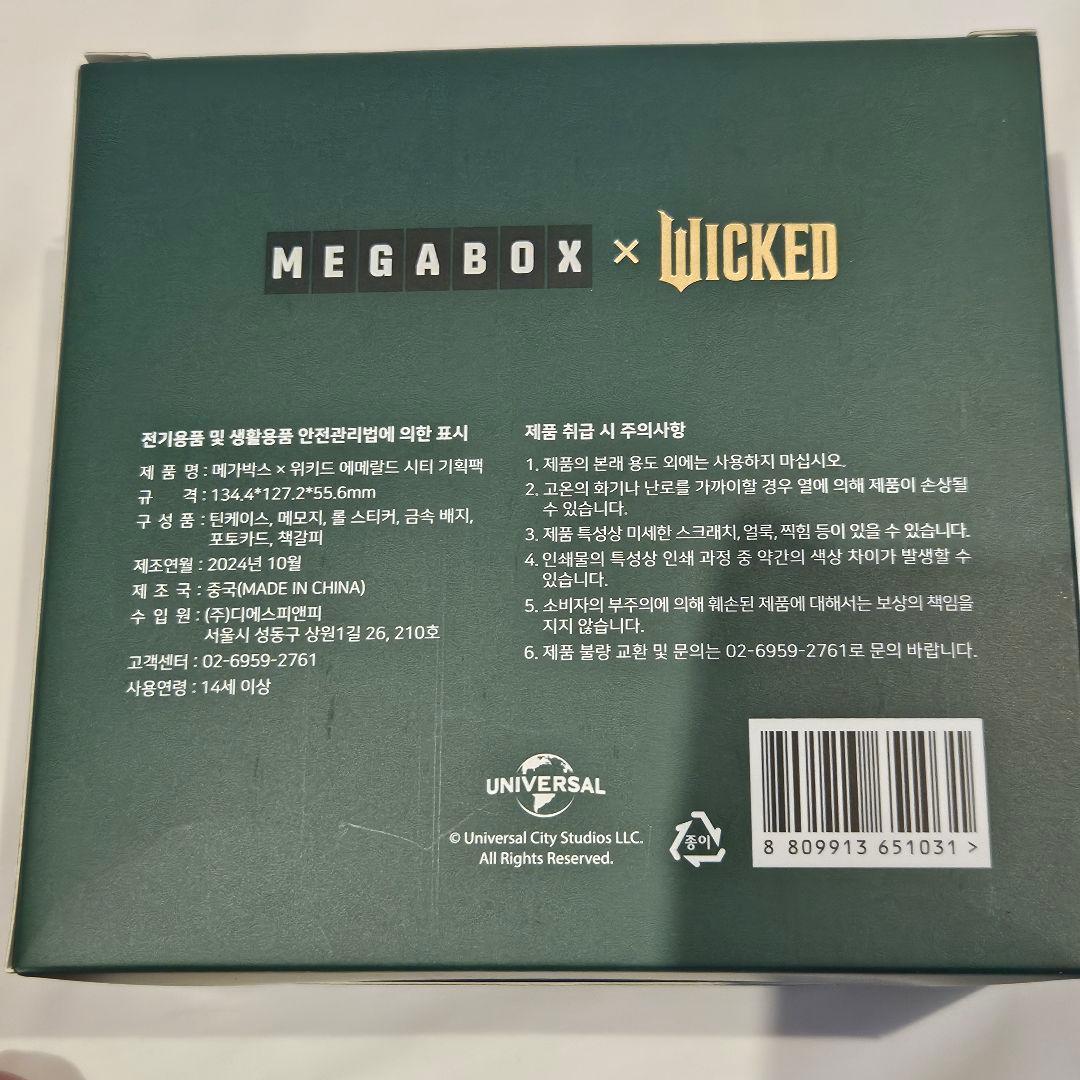 MEGABOX × WICKED
전기용품 및 생활용품 안전관리법에 의한 표시
제 품 명 : 메가박스 × 위키드 에메랄드 시티 기획팩
규 격 : 134.4*127.2*55.6mm
구 성 품 : 틴케이스, 메모지, 롤 스티커, 금속 배지,
포토카드, 책갈피
제조연월 : 2024년 10월
제 조 국 : 중국(MADE IN CHINA)
수 입 원 : (주)디에스피앤피
서울시 성동구 상원1길 26, 210호
고객센터 : 02-6959-2761
사용연령 : 14세 이상
제품 취급 시 주의사항
1. 제품의 본래 용도 외에는 사용하지 마십시오.
2. 고온의 화기나 난로를 가까이할 경우 열에 의해 제품이 손상될
수 있습니다.
3. 제품 특성상 미세한 스크래치, 얼룩, 찍힘 등이 있을 수 있습니다.
4. 인쇄물의 특성상 인쇄 과정 중 약간의 색상 차이가 발생할 수
있습니다.
5. 소비자의 부주의에 의해 훼손된 제품에 대해서는 보상의 책임을
지지 않습니다.
6. 제품 불량 교환 및 문의는 02-6959-2761로 문의 바랍니다.
UNIVERSAL
© Universal City Studios LLC.
All Rights Reserved.
종이
8 809913 651031 >